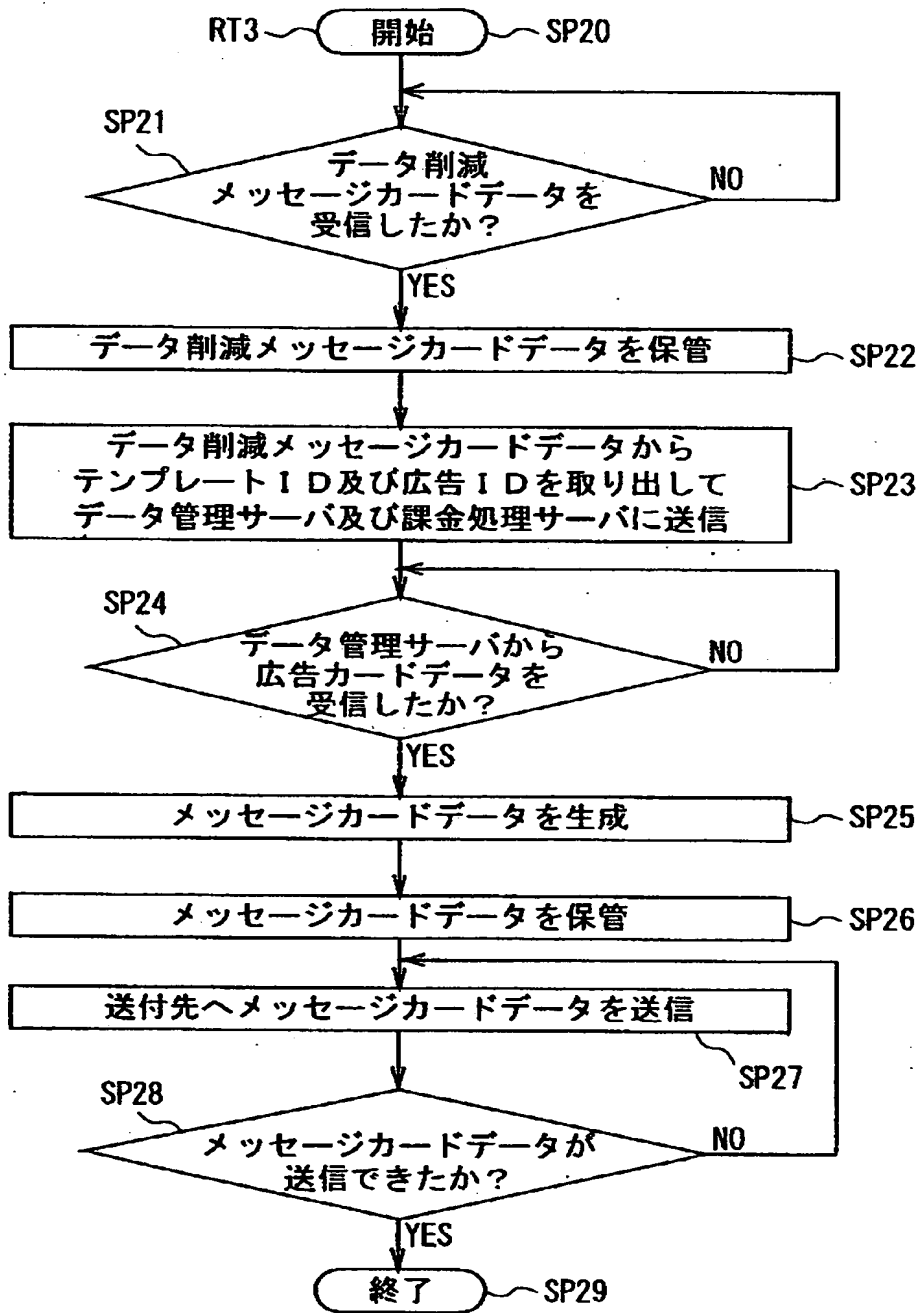 RT3
開始
SP20
SP21
データ削減
メッセージカードデータを
受信したか？
NO
YES
データ削減メッセージカードデータを保管
SP22
データ削減メッセージカードデータから
テンプレートＩＤ及び広告ＩＤを取り出して
データ管理サーバ及び課金処理サーバに送信
SP23
SP24
データ管理サーバから
広告カードデータを
受信したか？
NO
YES
メッセージカードデータを生成
SP25
メッセージカードデータを保管
SP26
送付先へメッセージカードデータを送信
SP27
SP28
メッセージカードデータが
送信できたか？
NO
YES
終了
SP29